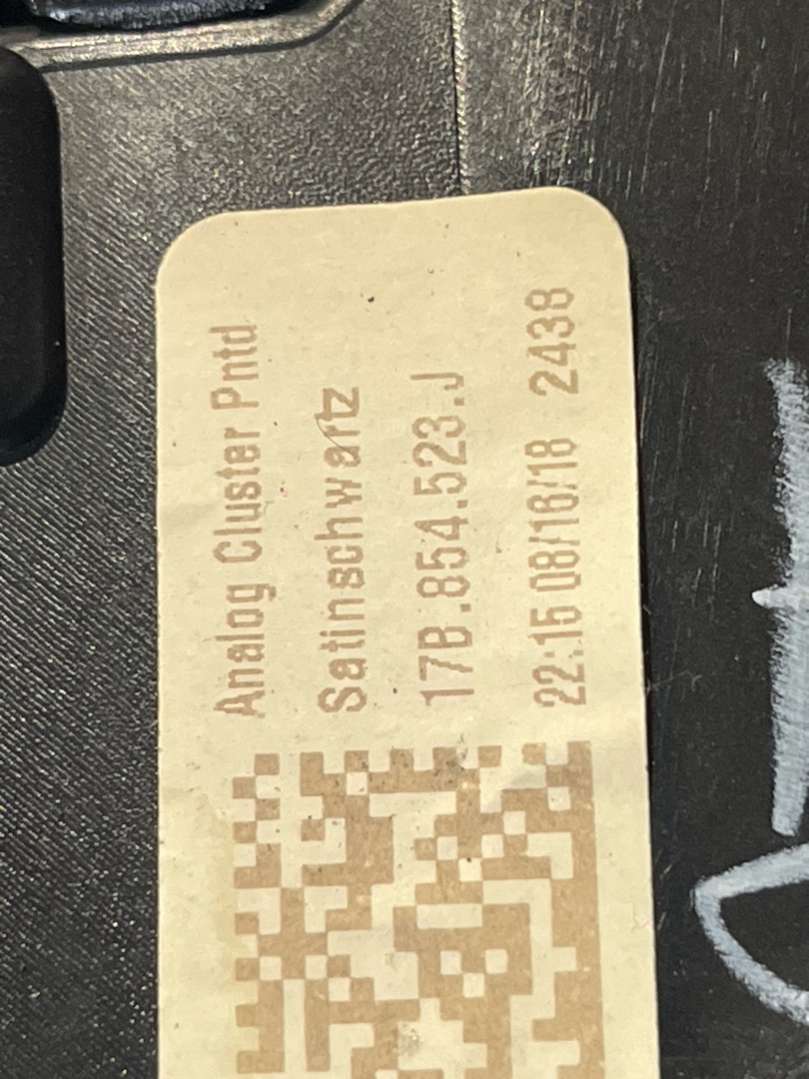 Analog Cluster Pntd
Satinschwartz
17B.854.523.J
22:15 08/16/18 2438